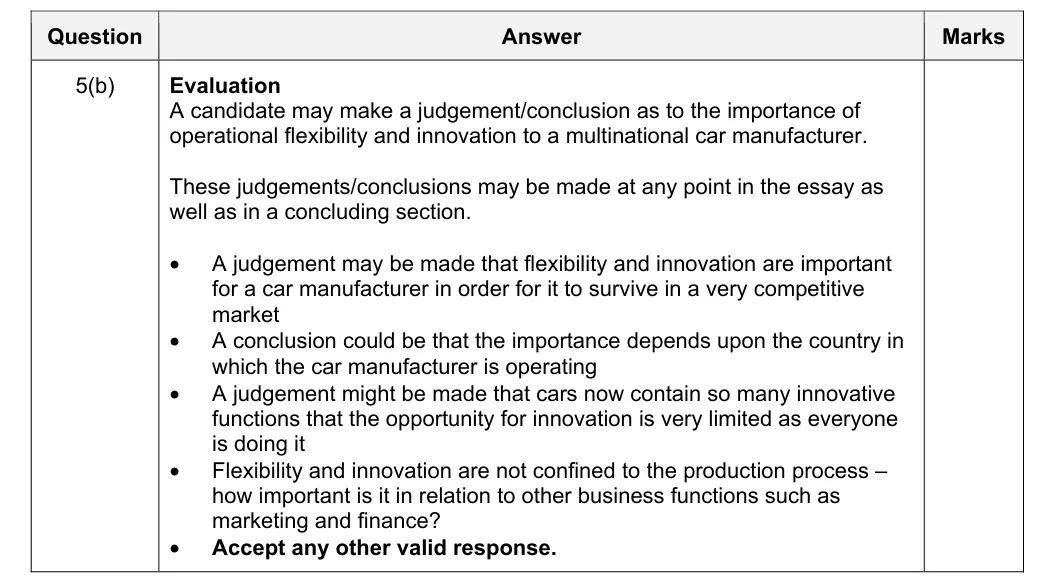 Question Answer Marks
5(b) Evaluation
A candidate may make a judgement/conclusion as to the importance of
operational flexibility and innovation to a multinational car manufacturer.
These judgements/conclusions may be made at any point in the essay as
well as in a concluding section.
• A judgement may be made that flexibility and innovation are important
for a car manufacturer in order for it to survive in a very competitive
market
• A conclusion could be that the importance depends upon the country in
which the car manufacturer is operating
• A judgement might be made that cars now contain so many innovative
functions that the opportunity for innovation is very limited as everyone
is doing it
• Flexibility and innovation are not confined to the production process –
how important is it in relation to other business functions such as
marketing and finance?
• Accept any other valid response.